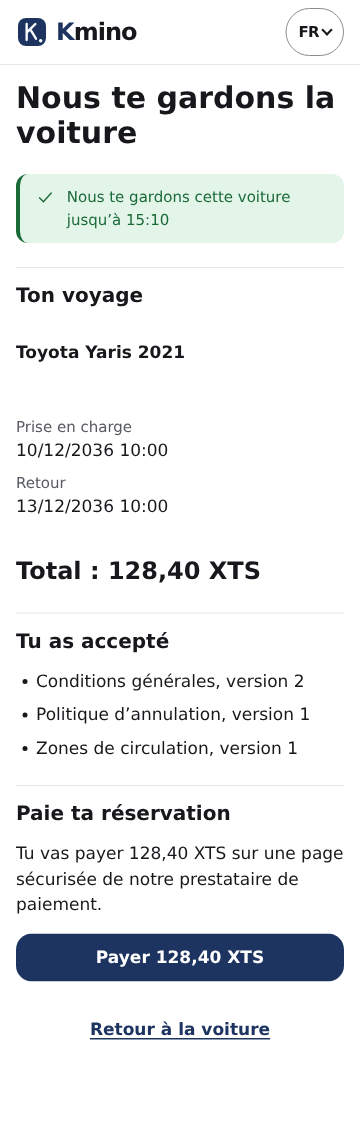 K.
Kmino
FR
Nous te gardons la
voiture
Nous te gardons cette voiture
jusqu’à 15:10
Ton voyage
Toyota Yaris 2021
Prise en charge
10/12/2036 10:00
Retour
13/12/2036 10:00
Total : 128,40 XTS
Tu as accepté
• Conditions générales, version 2
• Politique d’annulation, version 1
• Zones de circulation, version 1
Paie ta réservation
Tu vas payer 128,40 XTS sur une page
sécurisée de notre prestataire de
paiement.
Payer 128,40 XTS
Retour à la voiture